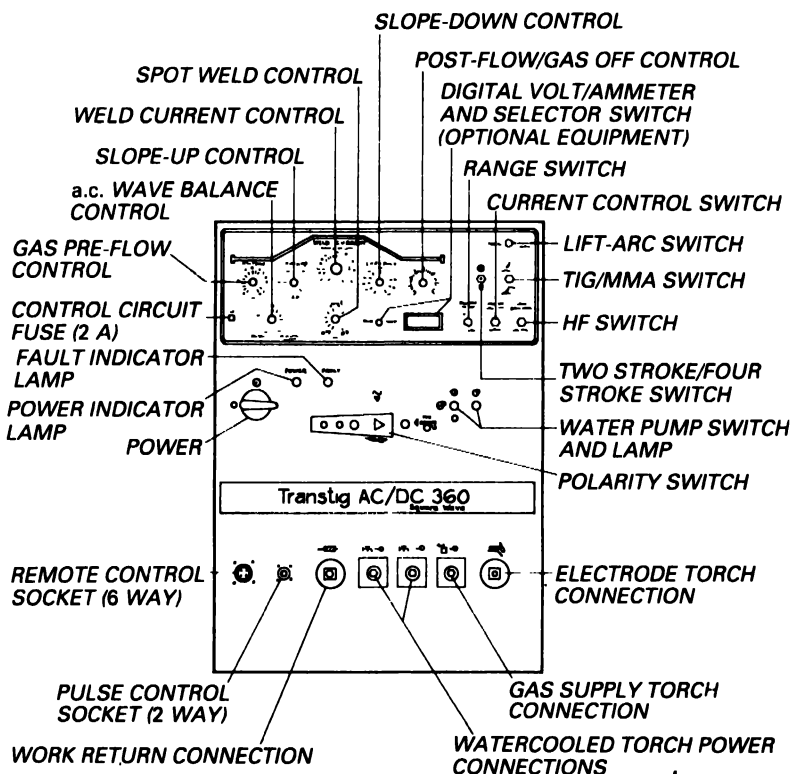 SLOPE-DOWN CONTROL
POST-FLOW/GAS OFF CONTROL
SPOT WELD CONTROL
DIGITAL VOLT/AMMETER
AND SELECTOR SWITCH
(OPTIONAL EQUIPMENT)
WELD CURRENT CONTROL
SLOPE-UP CONTROL
RANGE SWITCH
a.c. WAVE BALANCE
CONTROL
CURRENT CONTROL SWITCH
GAS PRE-FLOW
CONTROL
LIFT-ARC SWITCH
TIG/MMA SWITCH
CONTROL CIRCUIT
FUSE (2 A)
HF SWITCH
FAULT INDICATOR
LAMP
TWO STROKE/FOUR
STROKE SWITCH
POWER INDICATOR
LAMP
POWER
WATER PUMP SWITCH
AND LAMP
POLARITY SWITCH
Transtig AC/DC 360
Square Wave
REMOTE CONTROL
SOCKET (6 WAY)
ELECTRODE TORCH
CONNECTION
PULSE CONTROL
SOCKET (2 WAY)
GAS SUPPLY TORCH
CONNECTION
WORK RETURN CONNECTION
WATERCOOLED TORCH POWER
CONNECTIONS